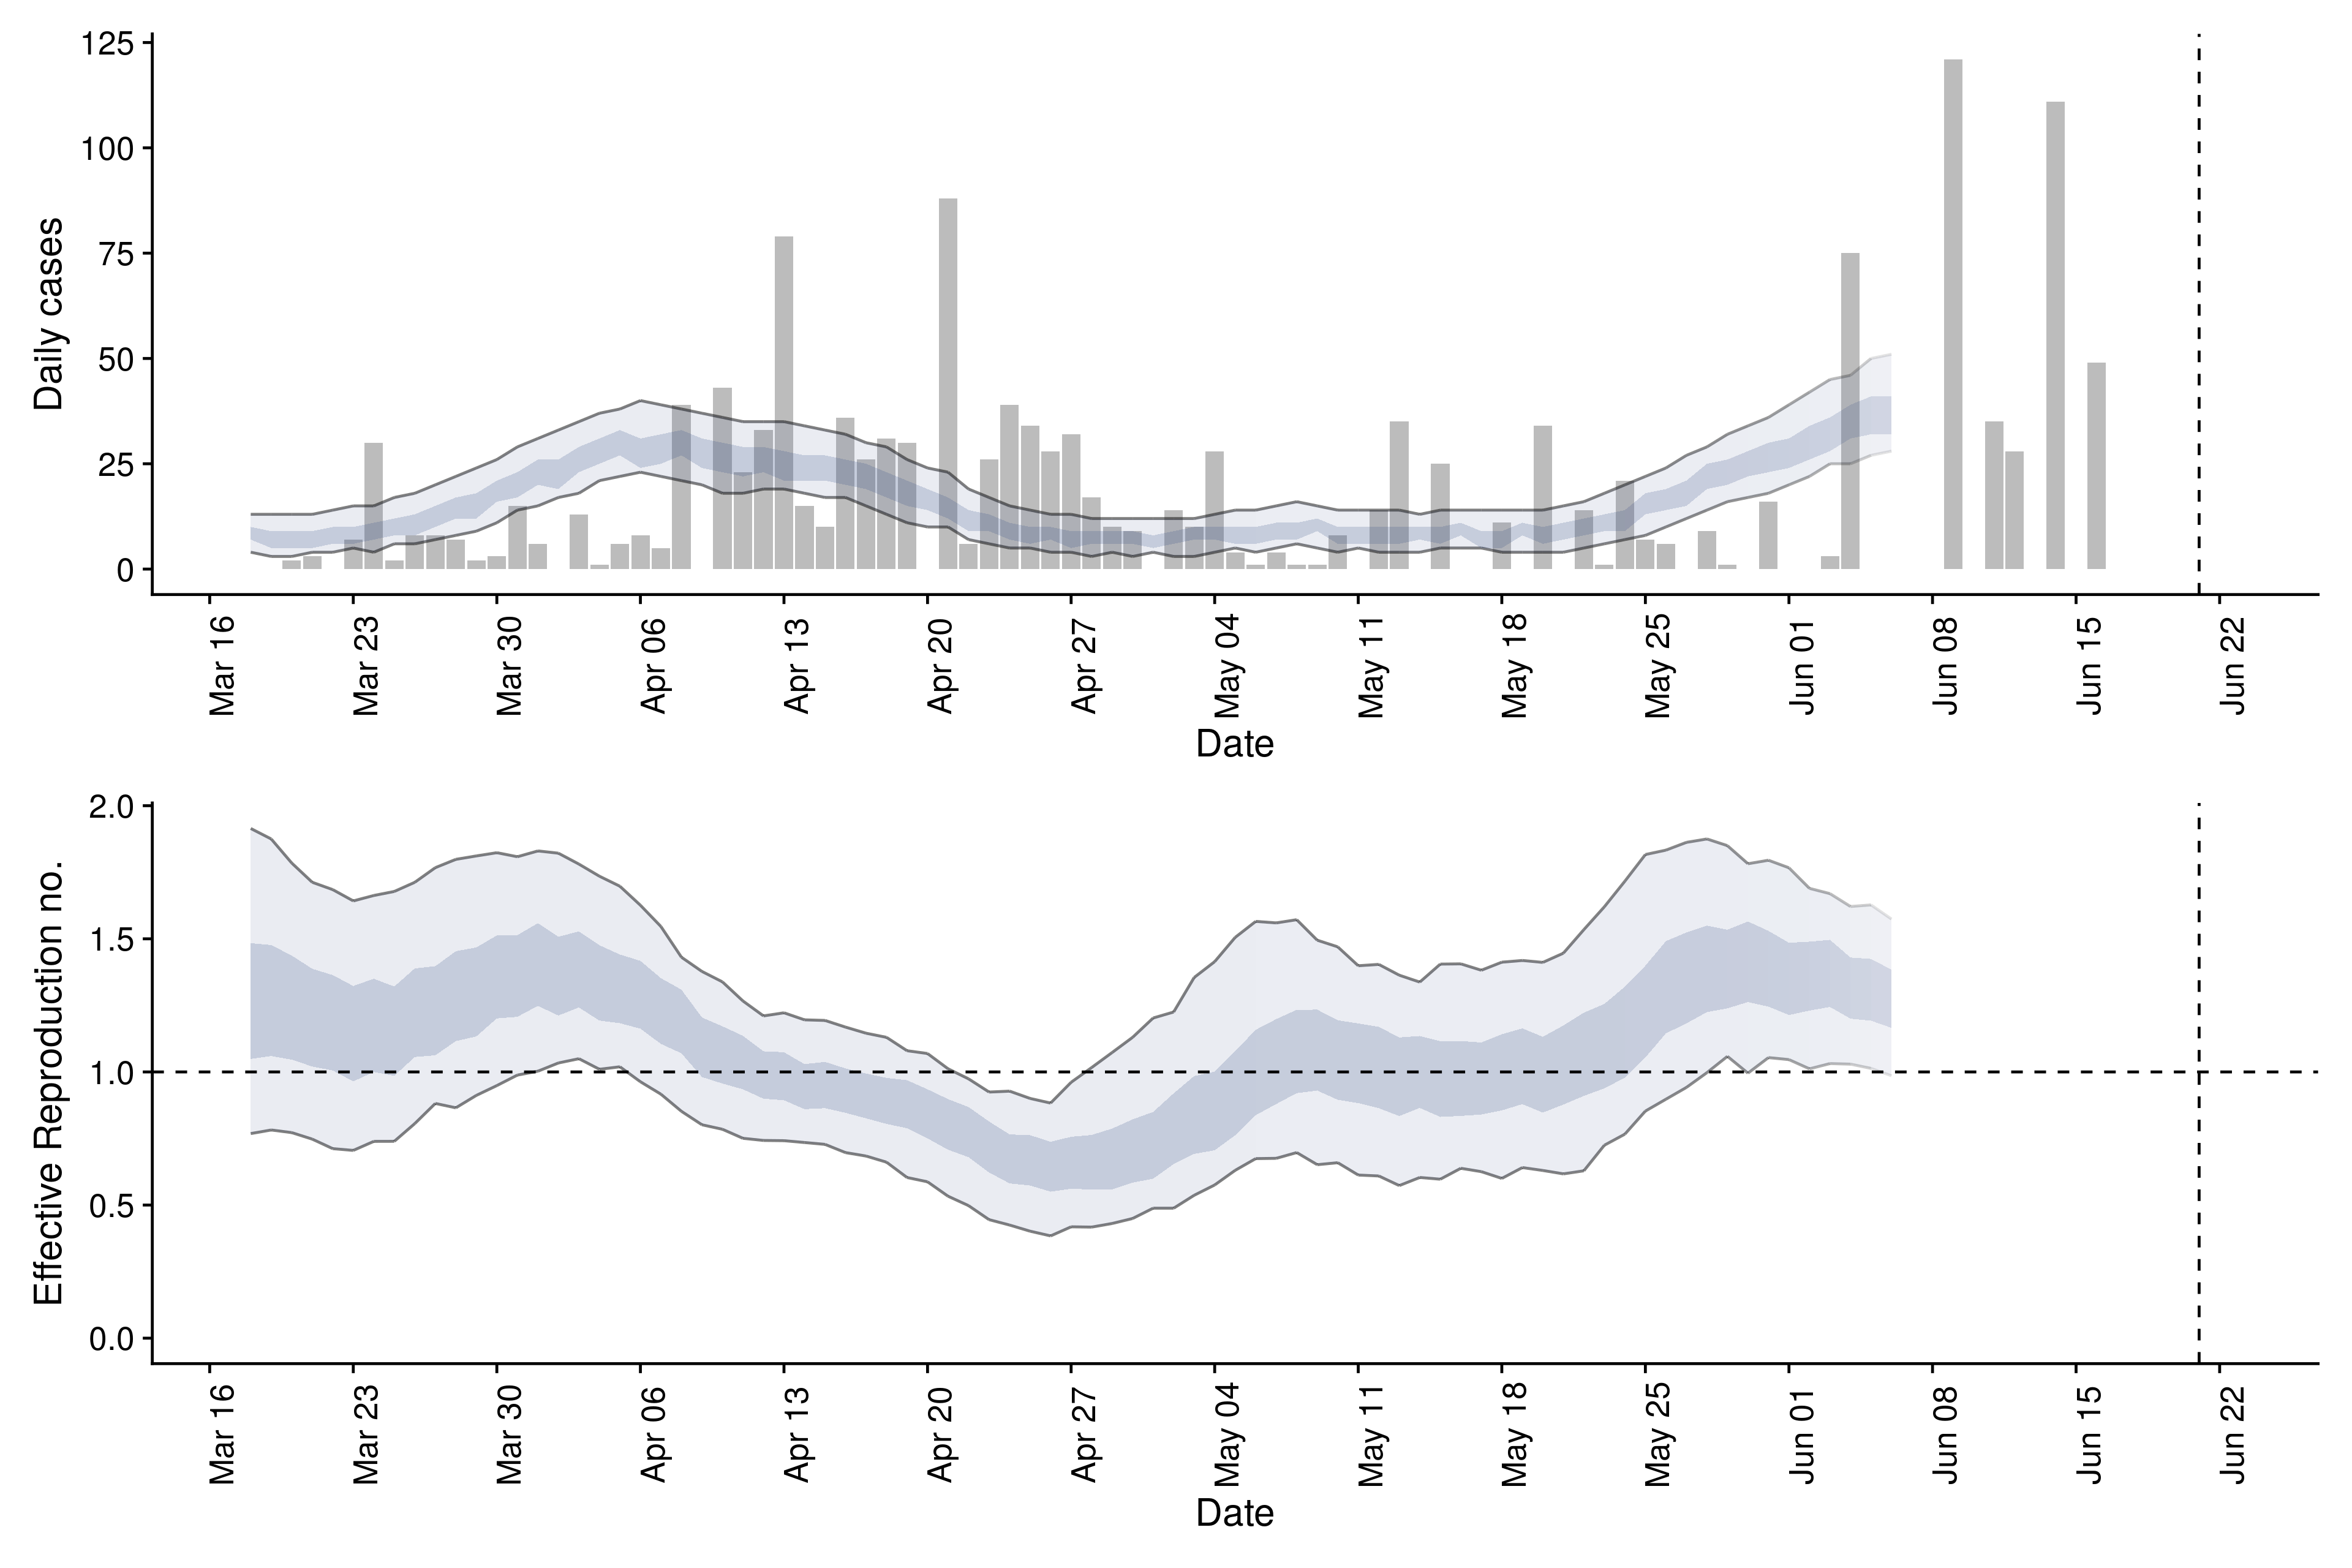 Daily cases
125
100
75
50
25
0
Mar 16
Mar 23
Mar 30
Apr 06
Apr 13
Apr 20
Apr 27
May 04
May 11
May 18
May 25
Jun 01
Jun 08
Jun 15
Jun 22
Date
Effective Reproduction no.
2.0
1.5
1.0
0.5
0.0
Mar 16
Mar 23
Mar 30
Apr 06
Apr 13
Apr 20
Apr 27
May 04
May 11
May 18
May 25
Jun 01
Jun 08
Jun 15
Jun 22
Date